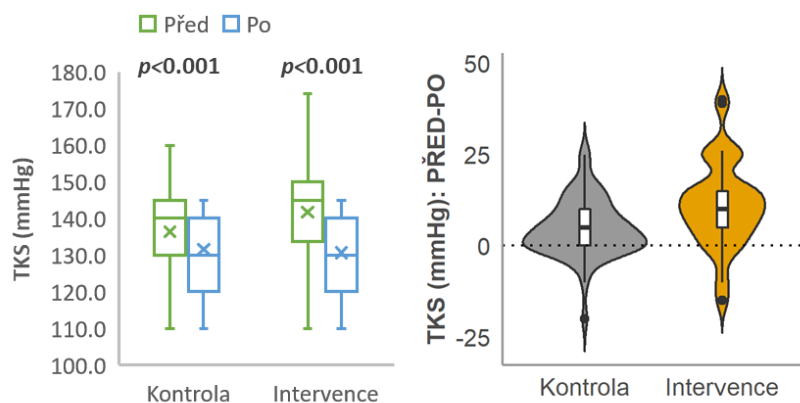 Před Po
p<0.001 p<0.001
TKS (mmHg)
180.0
170.0
160.0
150.0
140.0
130.0
120.0
110.0
100.0
Kontrola Intervence
TKS (mmHg): PŘED-PO
50
25
0
-25
Kontrola Intervence